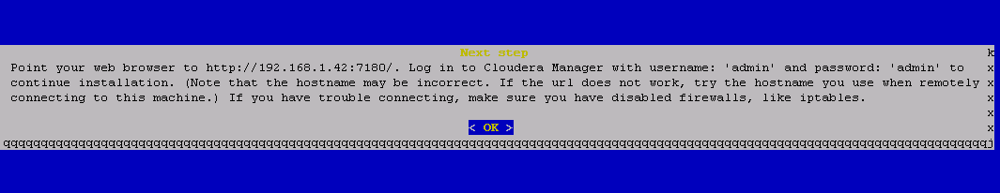 Next step k
Point your web browser to http://192.168.1.42:7180/. Log in to Cloudera Manager with username: 'admin' and password: 'admin' to x
continue installation. (Note that the hostname may be incorrect. If the url does not work, try the hostname you use when remotely x
connecting to this machine.) If you have trouble connecting, make sure you have disabled firewalls, like iptables. x
x
< OK > x
qqqqqqqqqqqqqqqqqqqqqqqqqqqqqqqqqqqqqqqqqqqqqqqqqqqqqqqqqqqqqqqqqqqqqqqqqqqqqqqqqqqqqqqqqqqqqqqqqqqqqqqqqqqqqqqqqqqqqqqqqqqqqqqqqqqj